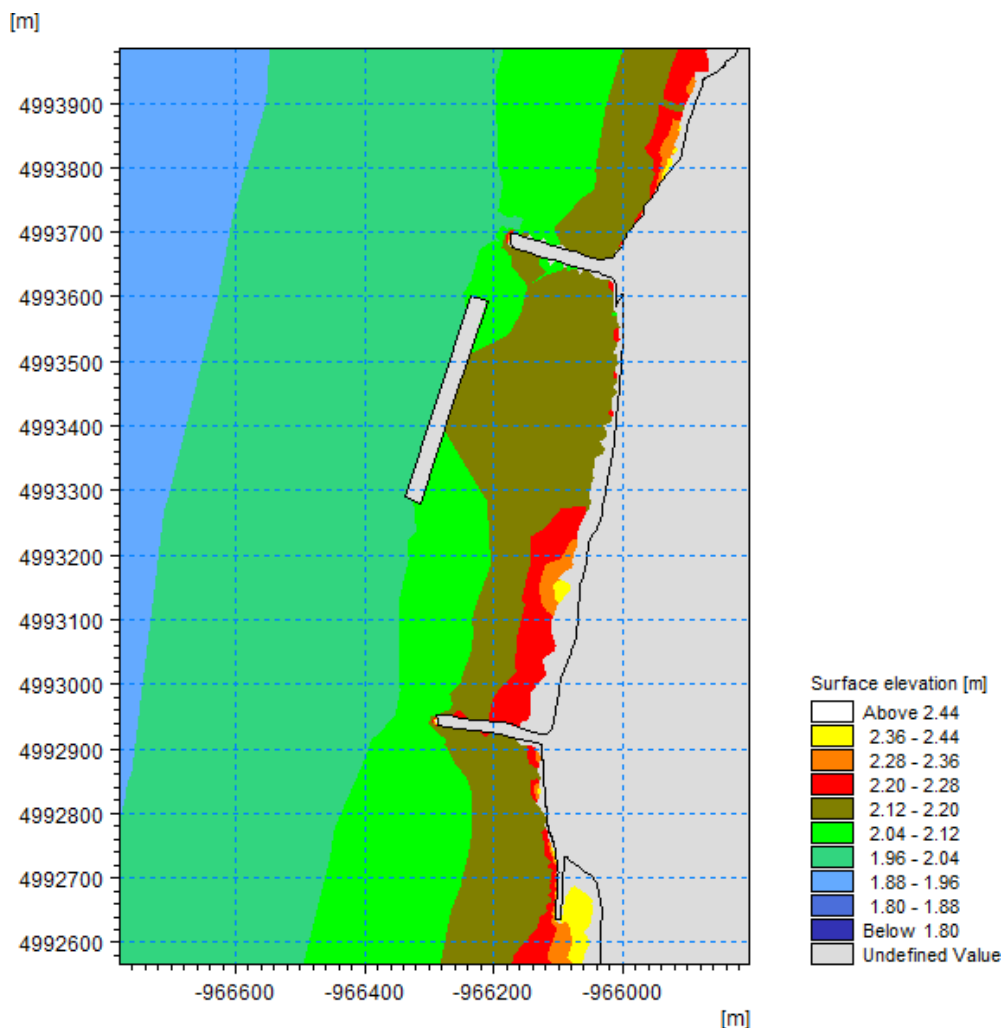 [m]
4993900
4993800
4993700
4993600
4993500
4993400
4993300
4993200
4993100
4993000
4992900
4992800
4992700
4992600
-966600 -966400 -966200 -966000
[m]
Surface elevation [m]
Above 2.44
2.36 - 2.44
2.28 - 2.36
2.20 - 2.28
2.12 - 2.20
2.04 - 2.12
1.96 - 2.04
1.88 - 1.96
1.80 - 1.88
Below 1.80
Undefined Value